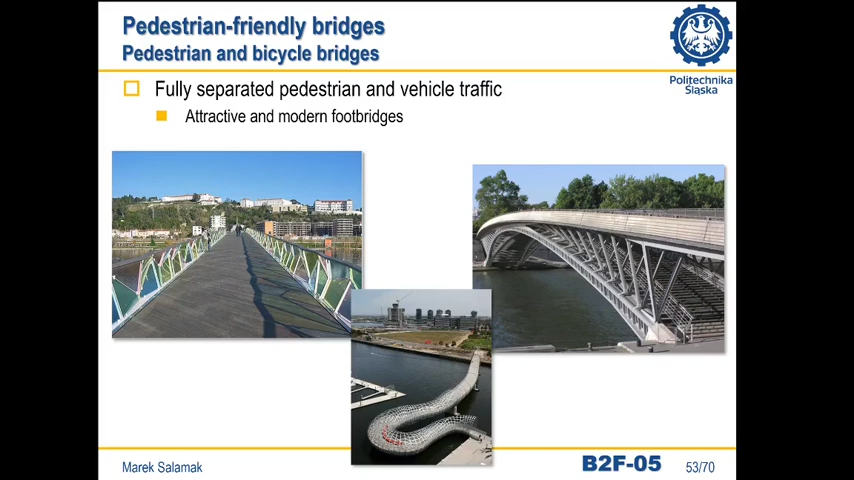 Pedestrian-friendly bridges
Pedestrian and bicycle bridges
Politechnika
Śląska
Fully separated pedestrian and vehicle traffic
Attractive and modern footbridges
Marek Salamak
B2F-05
53/70